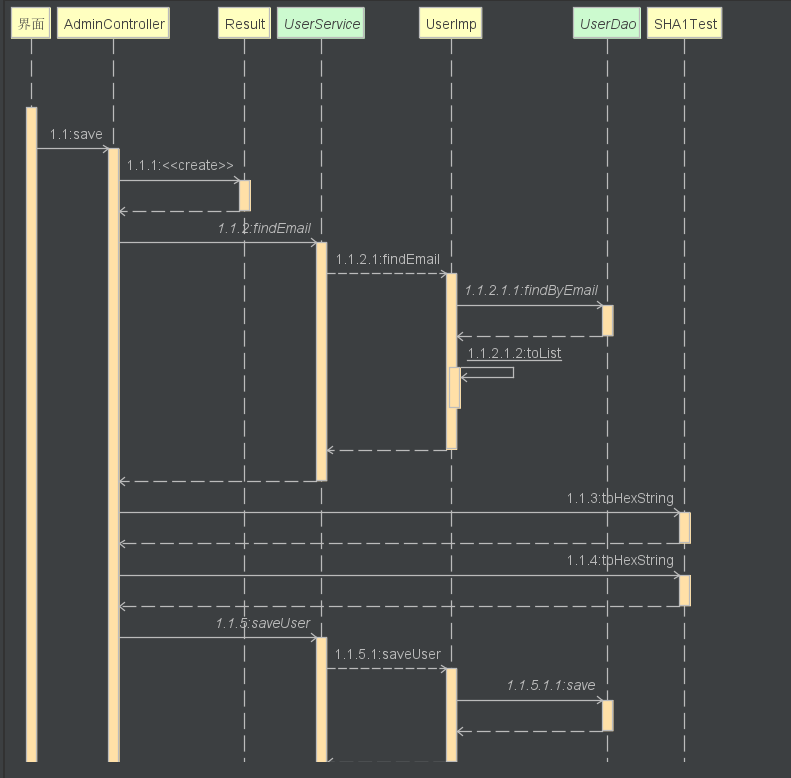 界面 AdminController Result UserService UserImp UserDao SHA1Test
1.1:save
1.1.1:<<create>>
1.1.2:findEmail
1.1.2.1:findEmail
1.1.2.1.1:findByEmail
1.1.2.1.2:toList
1.1.3:toHexString
1.1.4:toHexString
1.1.5:saveUser
1.1.5.1:saveUser
1.1.5.1.1:save